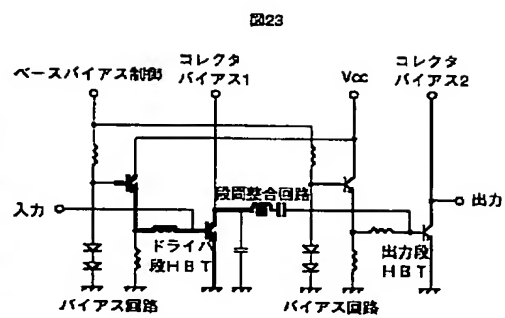 図23
ベースバイアス制御
コレクタ
バイアス1
Vcc
コレクタ
バイアス2
段間整合回路
入力
出力
ドライバ
段HBT
出力段
HBT
バイアス回路
バイアス回路